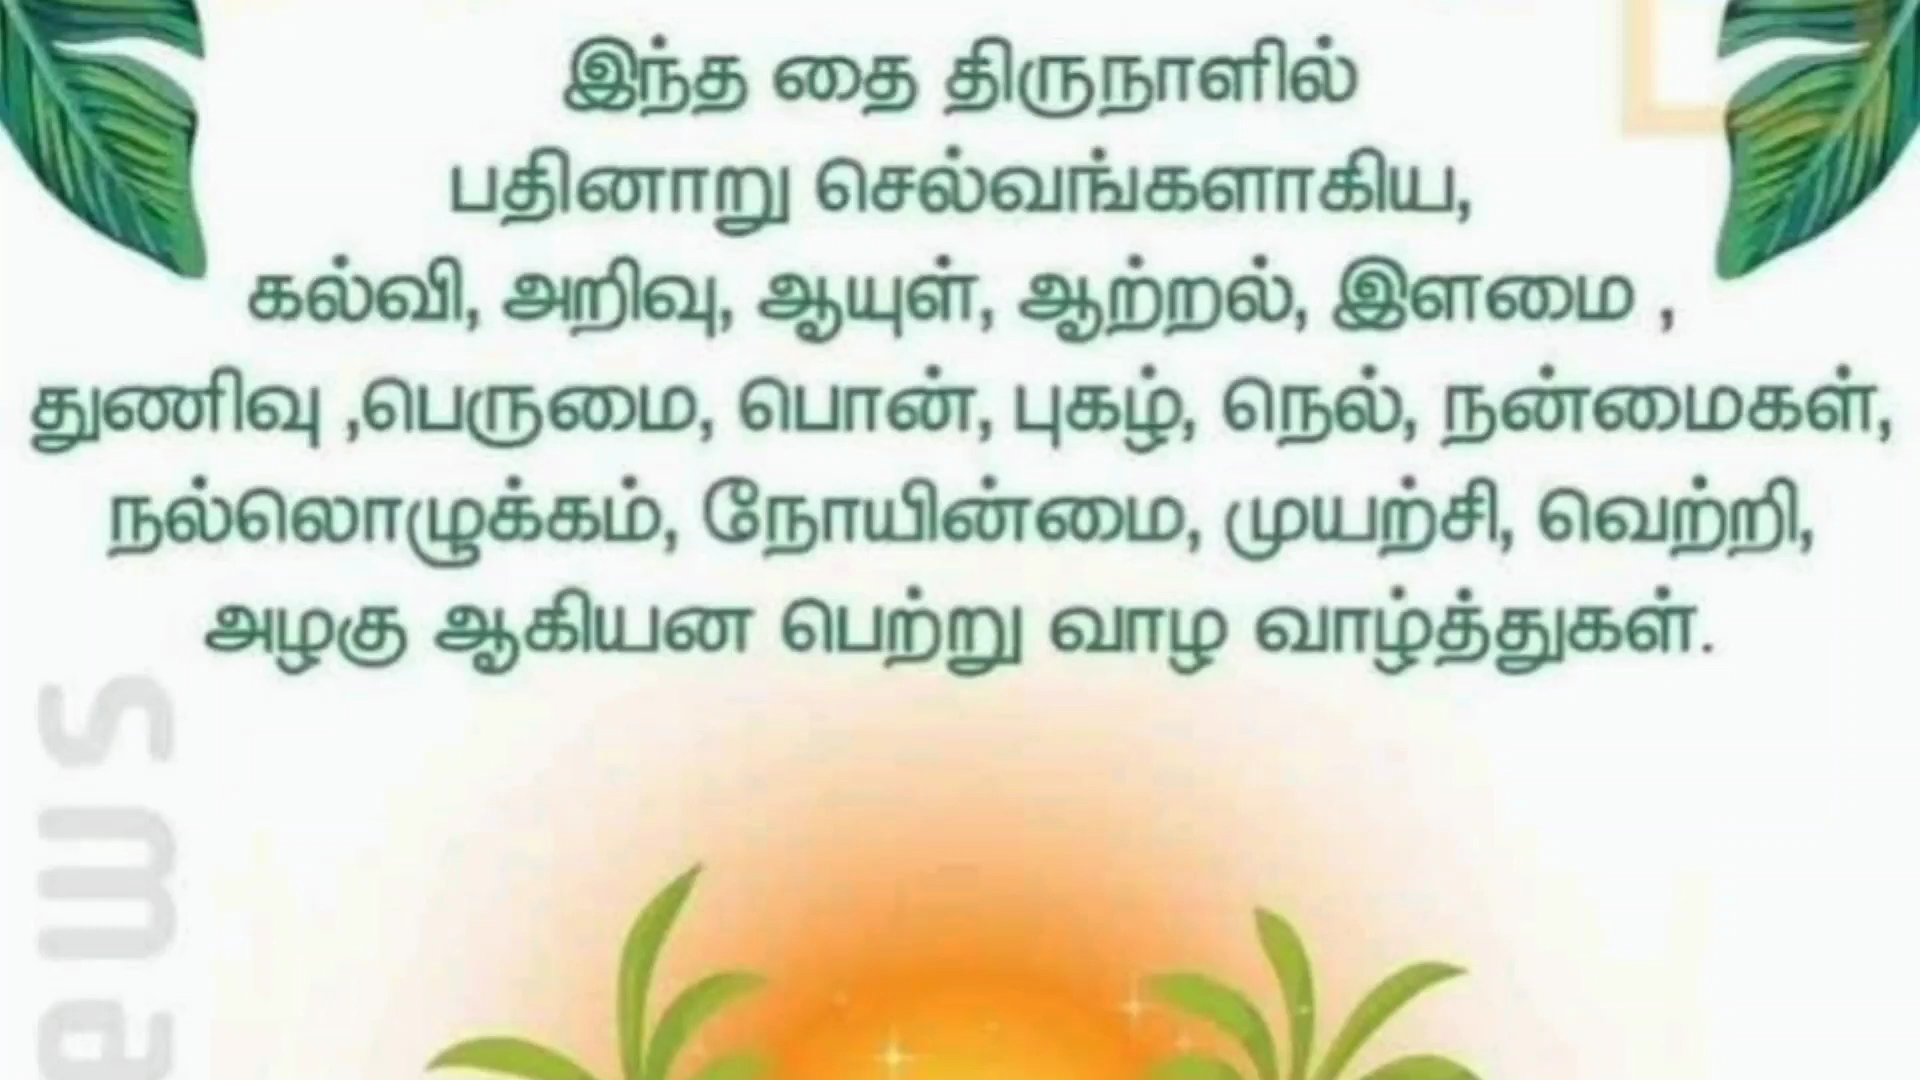 இந்த தை திருநாளில்
பதினாறு செல்வங்களாகிய,
கல்வி, அறிவு, ஆயுள், ஆற்றல், இளமை ,
துணிவு ,பெருமை, பொன், புகழ், நெல், நன்மைகள்,
நல்லொழுக்கம், நோயின்மை, முயற்சி, வெற்றி,
அழகு ஆகியன பெற்று வாழ வாழ்த்துகள்.